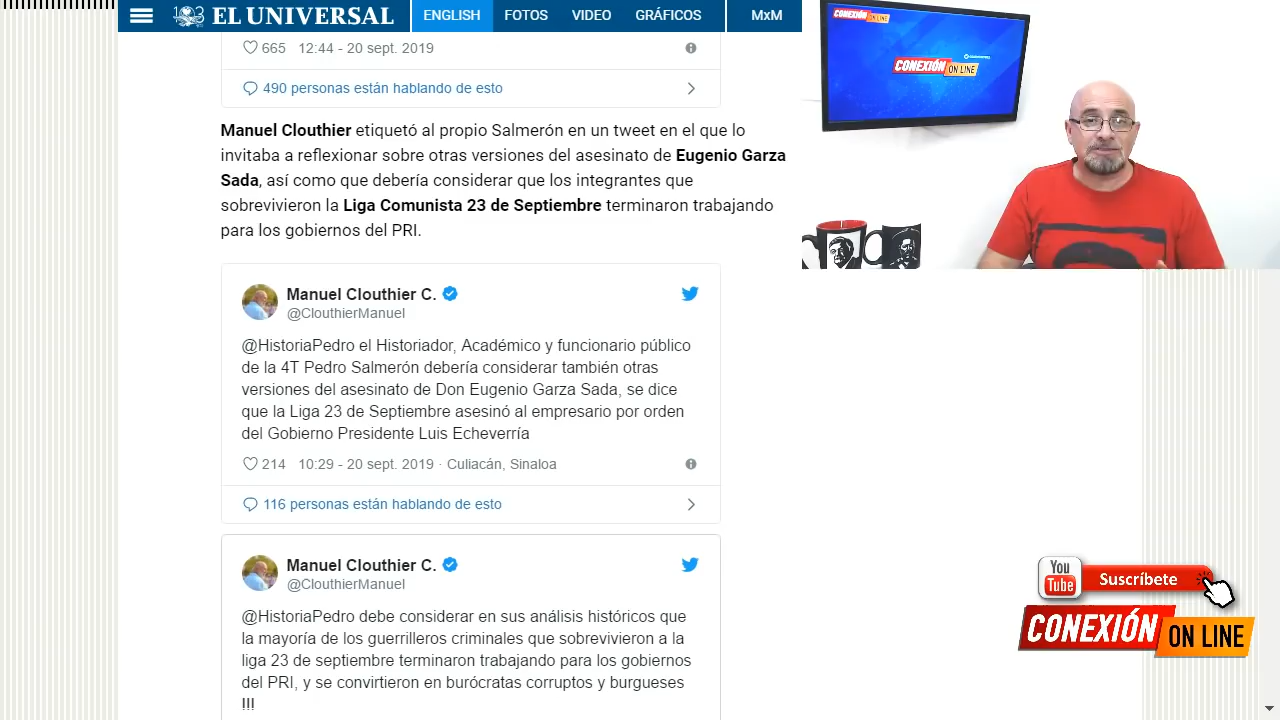 EL UNIVERSAL
ENGLISH FOTOS VIDEO GRÁFICOS MxM
665 12:44 - 20 sept. 2019
490 personas están hablando de esto
Manuel Clouthier etiquetó al propio Salmerón en un tweet en el que lo
invitaba a reflexionar sobre otras versiones del asesinato de Eugenio Garza
Sada, así como que debería considerar que los integrantes que
sobrevivieron la Liga Comunista 23 de Septiembre terminaron trabajando
para los gobiernos del PRI.
Manuel Clouthier C.
@ClouthierManuel
@HistoriaPedro el Historiador, Académico y funcionario público
de la 4T Pedro Salmerón debería considerar también otras
versiones del asesinato de Don Eugenio Garza Sada, se dice
que la Liga 23 de Septiembre asesinó al empresario por orden
del Gobierno Presidente Luis Echeverría
214 10:29 - 20 sept. 2019 · Culiacán, Sinaloa
116 personas están hablando de esto
Manuel Clouthier C.
@ClouthierManuel
@HistoriaPedro debe considerar en sus análisis históricos que
la mayoría de los guerrilleros criminales que sobrevivieron a la
liga 23 de septiembre terminaron trabajando para los gobiernos
del PRI, y se convirtieron en burócratas corruptos y burgueses
!!!
CONEXIÓN ON LINE
CONEXIÓN ON LINE
You Tube
Suscríbete
CONEXIÓN ON LINE